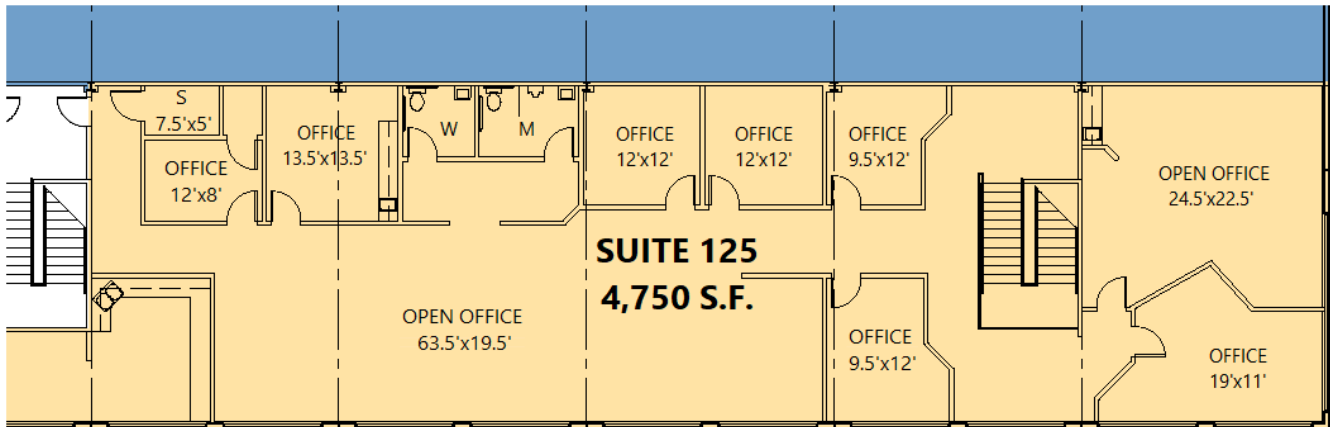 S
7.5'x5'
OFFICE
12'x8'
OFFICE
13.5'x13.5'
W
M
OFFICE
12'x12'
OFFICE
12'x12'
OFFICE
9.5'x12'
OPEN OFFICE
24.5'x22.5'
SUITE 125
4,750 S.F.
OPEN OFFICE
63.5'x19.5'
OFFICE
9.5'x12'
OFFICE
19'x11'